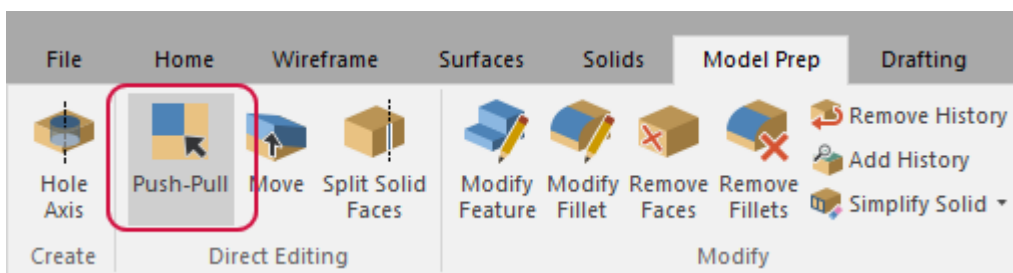 File Home Wireframe Surfaces Solids Model Prep Drafting
Hole
Axis
Push-Pull
Move
Split Solid
Faces
Modify
Feature
Modify
Fillet
Remove
Faces
Remove
Fillets
Remove History
Add History
Simplify Solid
Create
Direct Editing
Modify